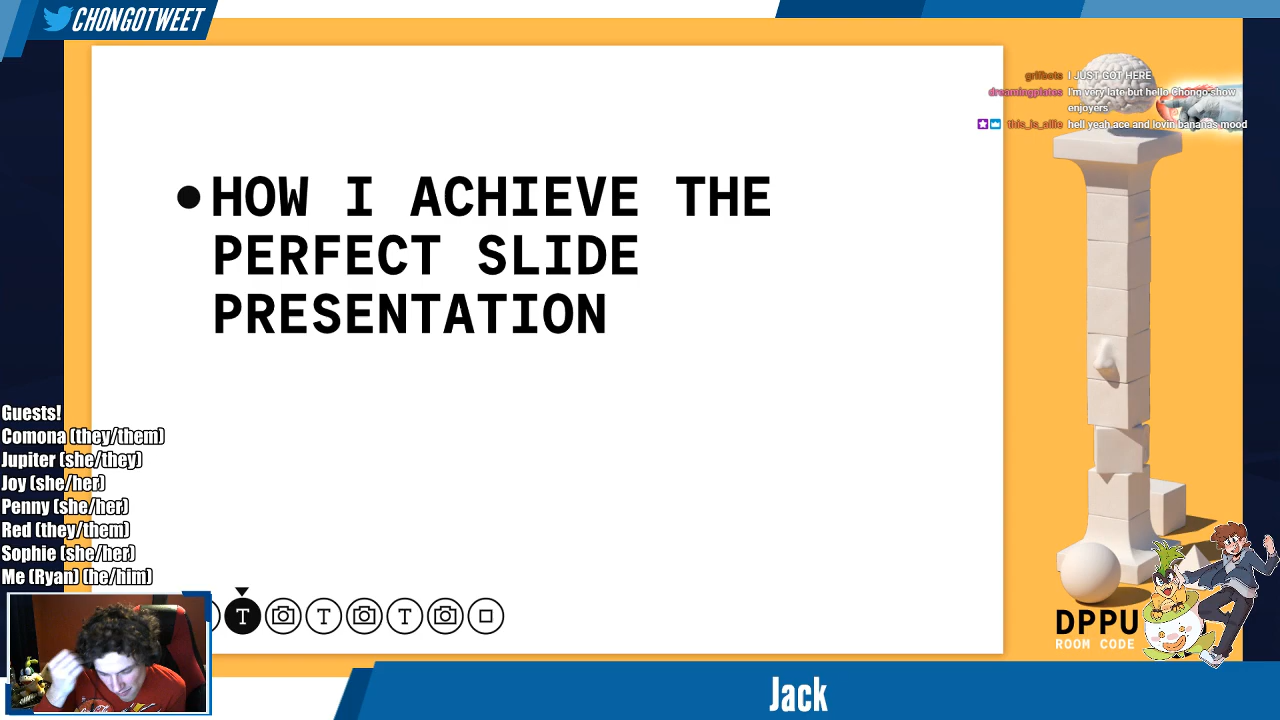 CHONGOTWEET
grifbots I JUST GOT HERE
dreamingplates I'm very late but hello Chongo show
enjoyers
this_is_allie hell yeah ace and lovin bananas mood
•HOW I ACHIEVE THE
PERFECT SLIDE
PRESENTATION
Guests!
Comona (they/them)
Jupiter (she/they)
Joy (she/her)
Penny (she/her)
Red (they/them)
Sophie (she/her)
Me (Ryan) (he/him)
T T T
DPPU
ROOM CODE
Jack